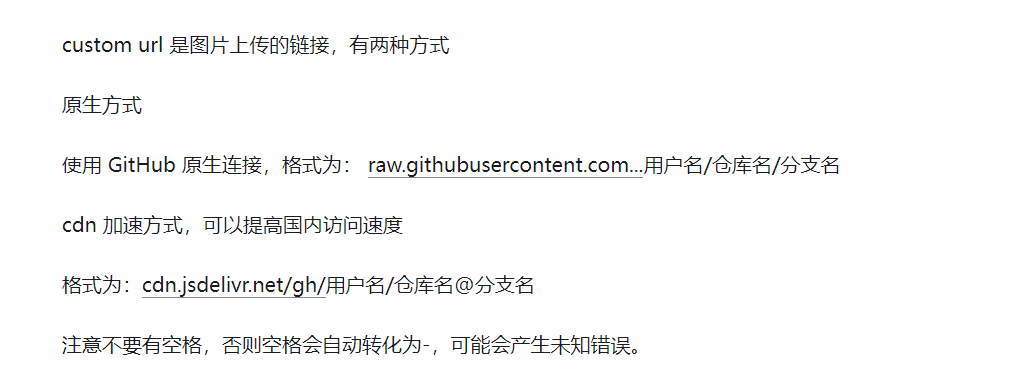 custom url 是图片上传的链接，有两种方式
原生方式
使用 GitHub 原生连接，格式为： raw.githubusercontent.com...用户名/仓库名/分支名
cdn 加速方式，可以提高国内访问速度
格式为：cdn.jsdelivr.net/gh/用户名/仓库名@分支名
注意不要有空格，否则空格会自动转化为-，可能会产生未知错误。